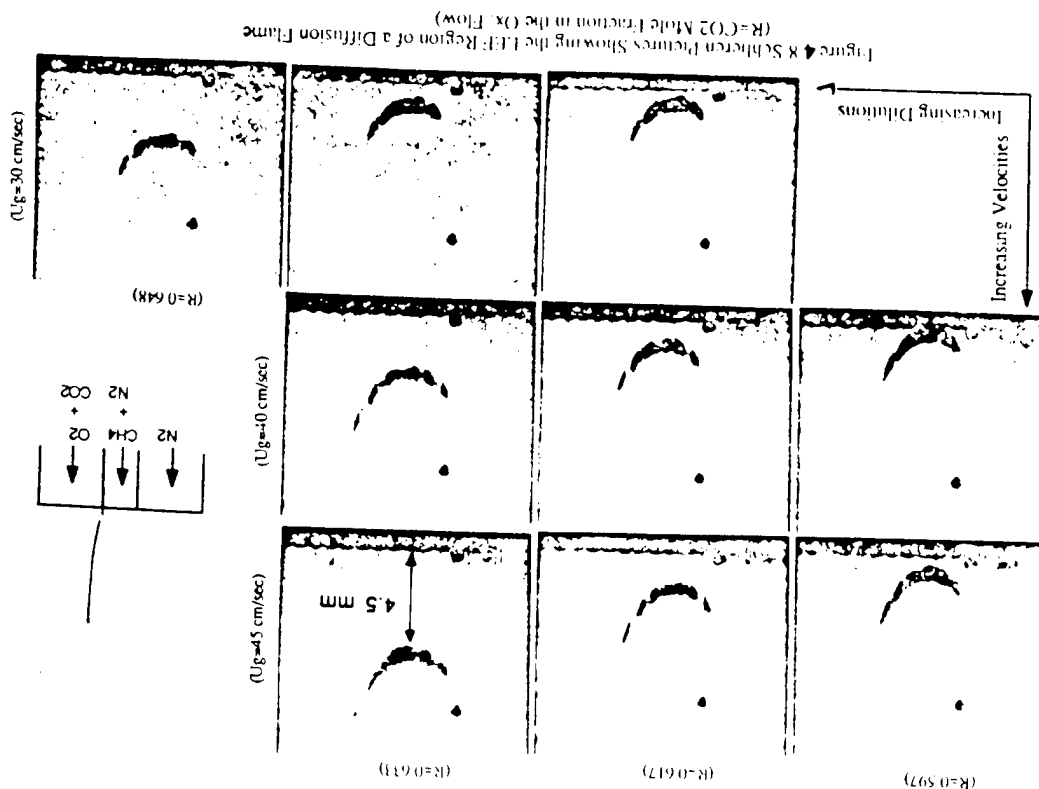 (R=0.597)
(R=0.617)
(R=0.633)
(Ug=45 cm/sec)
4.5 mm
(Ug=40 cm/sec)
N2 CH4 O2
+ +
N2 CO2
(R=0.648)
(Ug=30 cm/sec)
Increasing Velocities
Increasing Dilutions
Figure 4.8 Schlieren Pictures Showing the LEF Region of a Diffusion Flame
(R=CO2 Mole Fraction in the Ox. Flow)